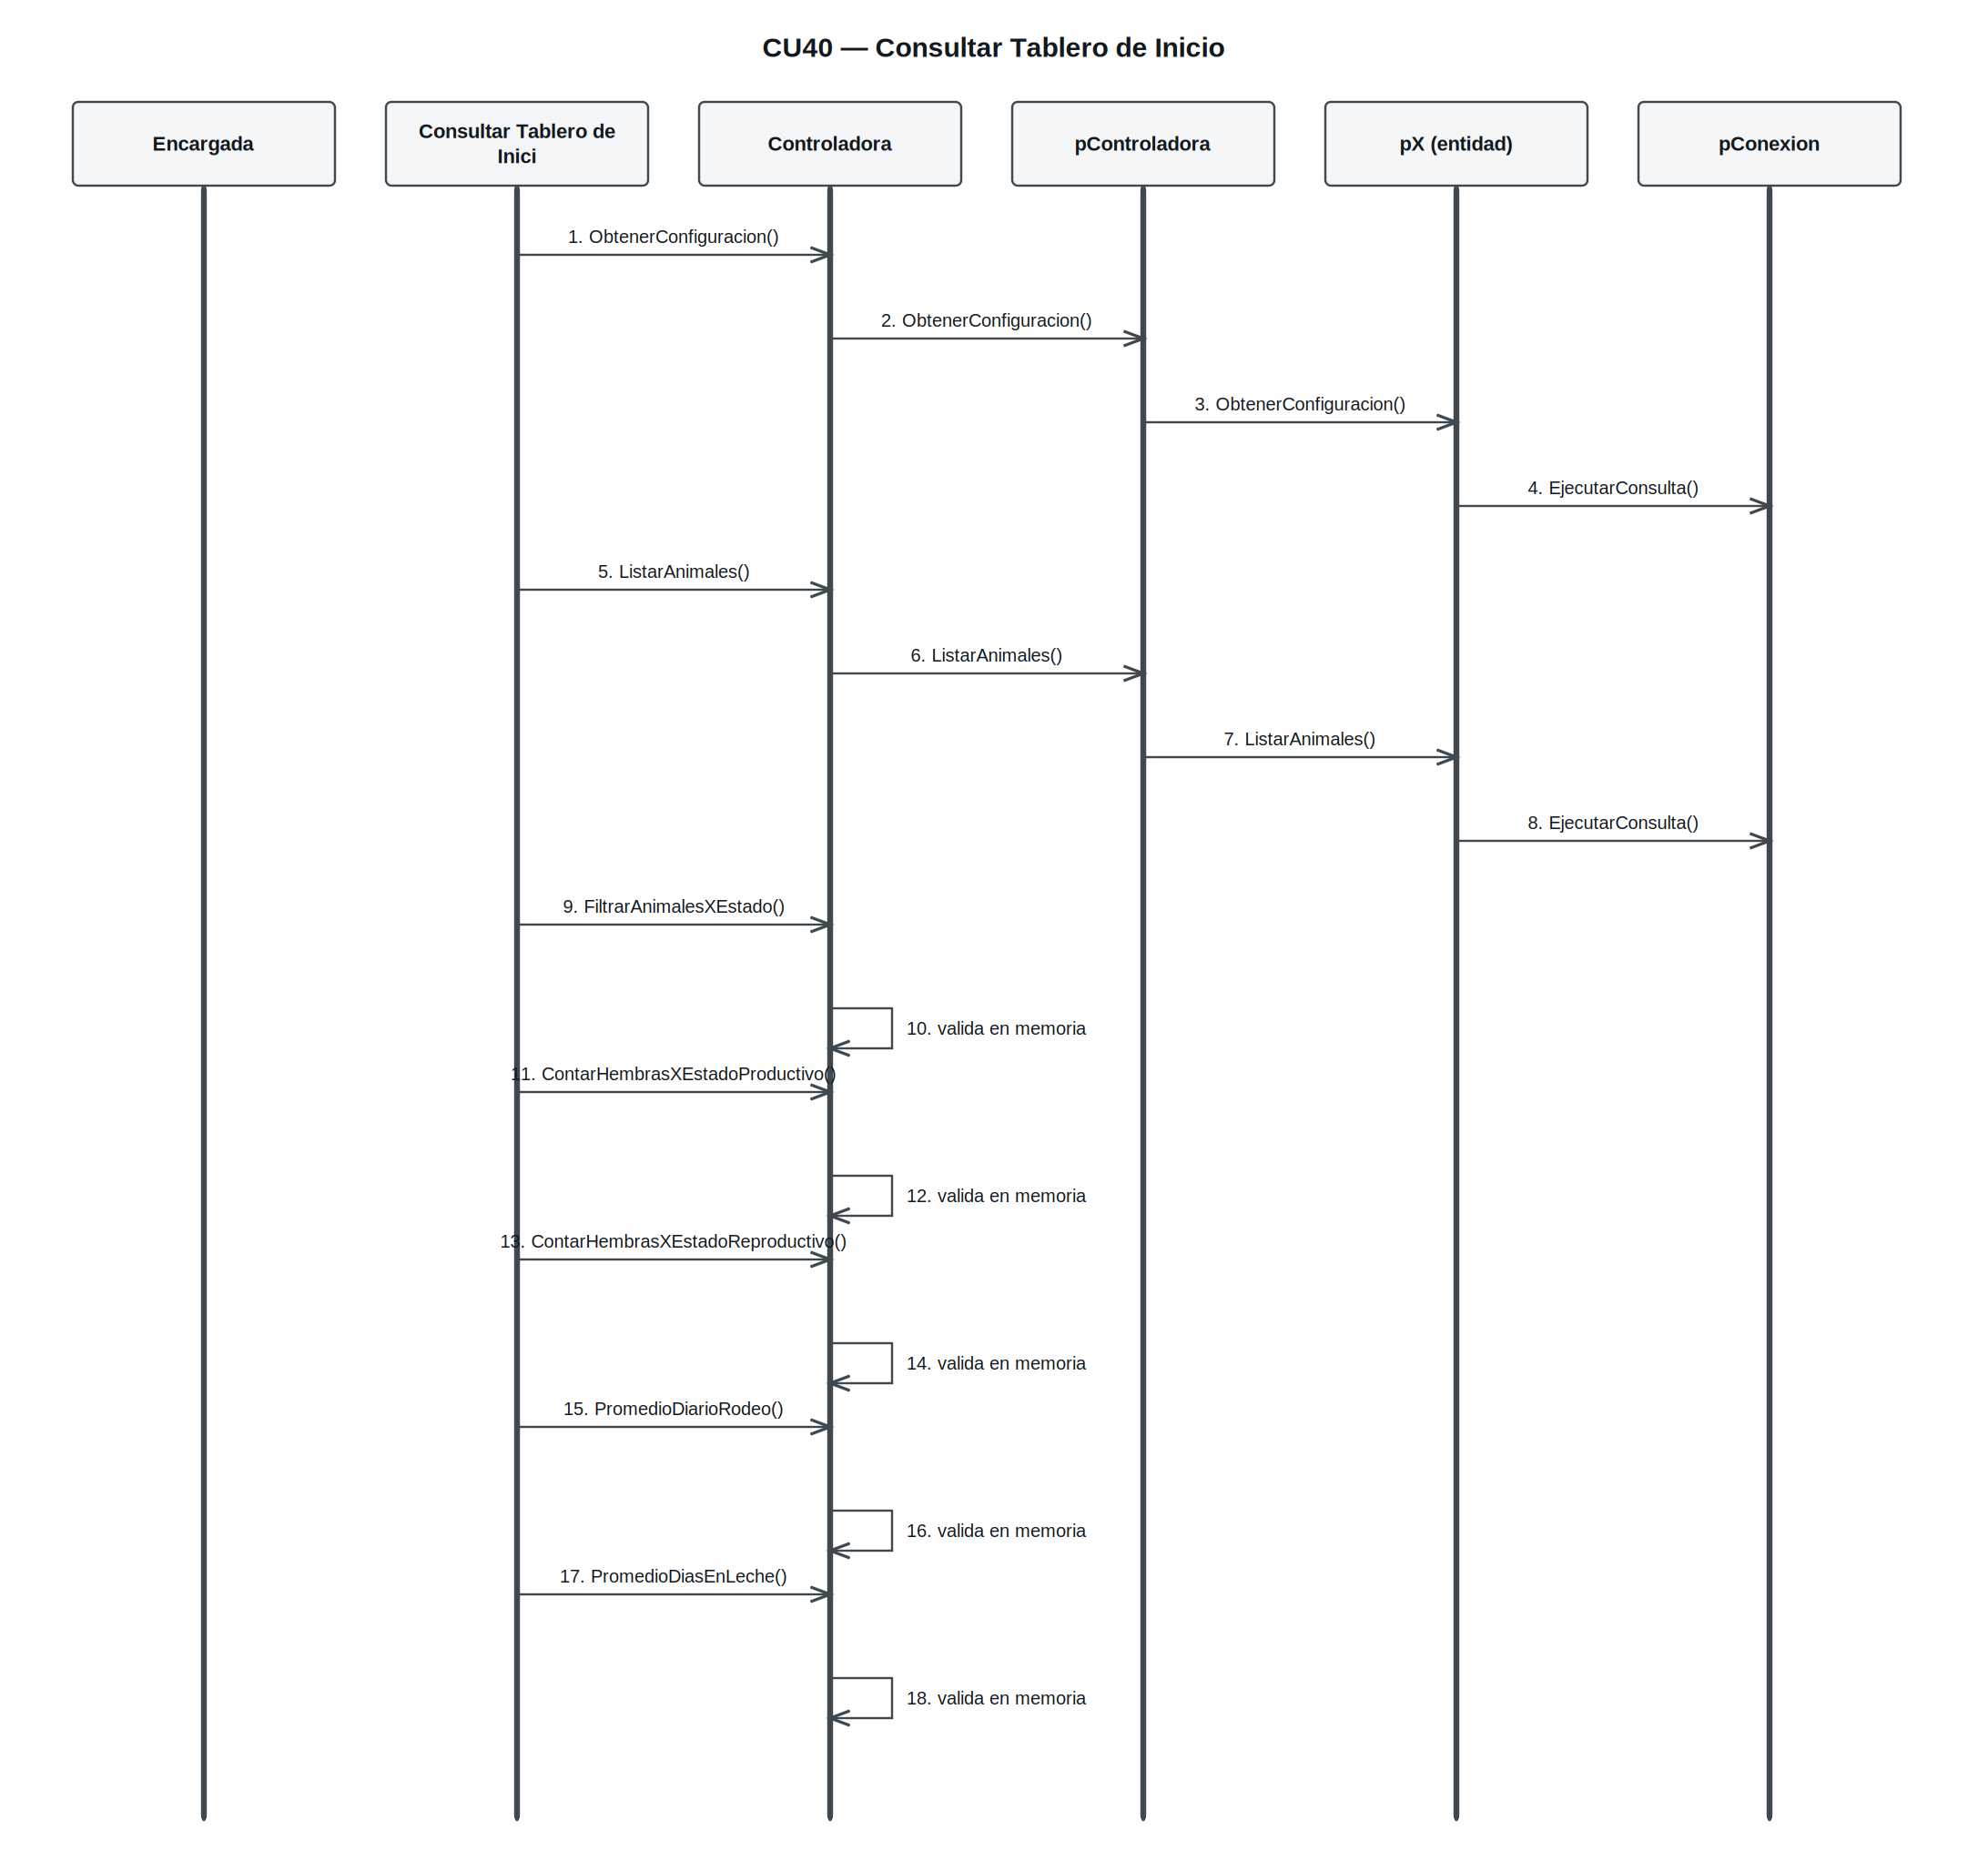 CU40 — Consultar Tablero de Inicio
Encargada
Consultar Tablero de
Inici
Controladora
pControladora
pX (entidad)
pConexion
1. ObtenerConfiguracion()
2. ObtenerConfiguracion()
3. ObtenerConfiguracion()
4. EjecutarConsulta()
5. ListarAnimales()
6. ListarAnimales()
7. ListarAnimales()
8. EjecutarConsulta()
9. FiltrarAnimalesXEstado()
10. valida en memoria
11. ContarHembrasXEstadoProductivo()
12. valida en memoria
13. ContarHembrasXEstadoReproductivo()
14. valida en memoria
15. PromedioDiarioRodeo()
16. valida en memoria
17. PromedioDiasEnLeche()
18. valida en memoria